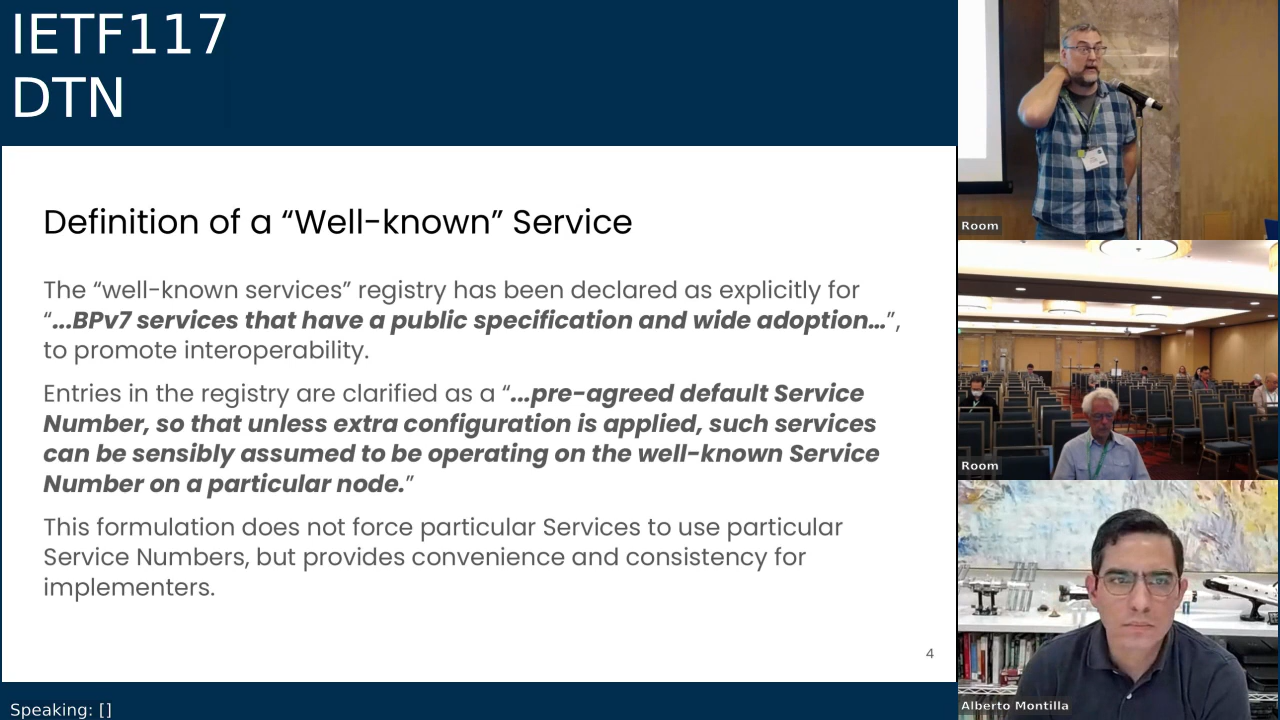 IETF117
DTN
Definition of a “Well-known” Service
The “well-known services” registry has been declared as explicitly for
“...BPv7 services that have a public specification and wide adoption...”,
to promote interoperability.
Entries in the registry are clarified as a “...pre-agreed default Service
Number, so that unless extra configuration is applied, such services
can be sensibly assumed to be operating on the well-known Service
Number on a particular node.”
This formulation does not force particular Services to use particular
Service Numbers, but provides convenience and consistency for
implementers.
4
Speaking: []
Room
Room
Alberto Montilla